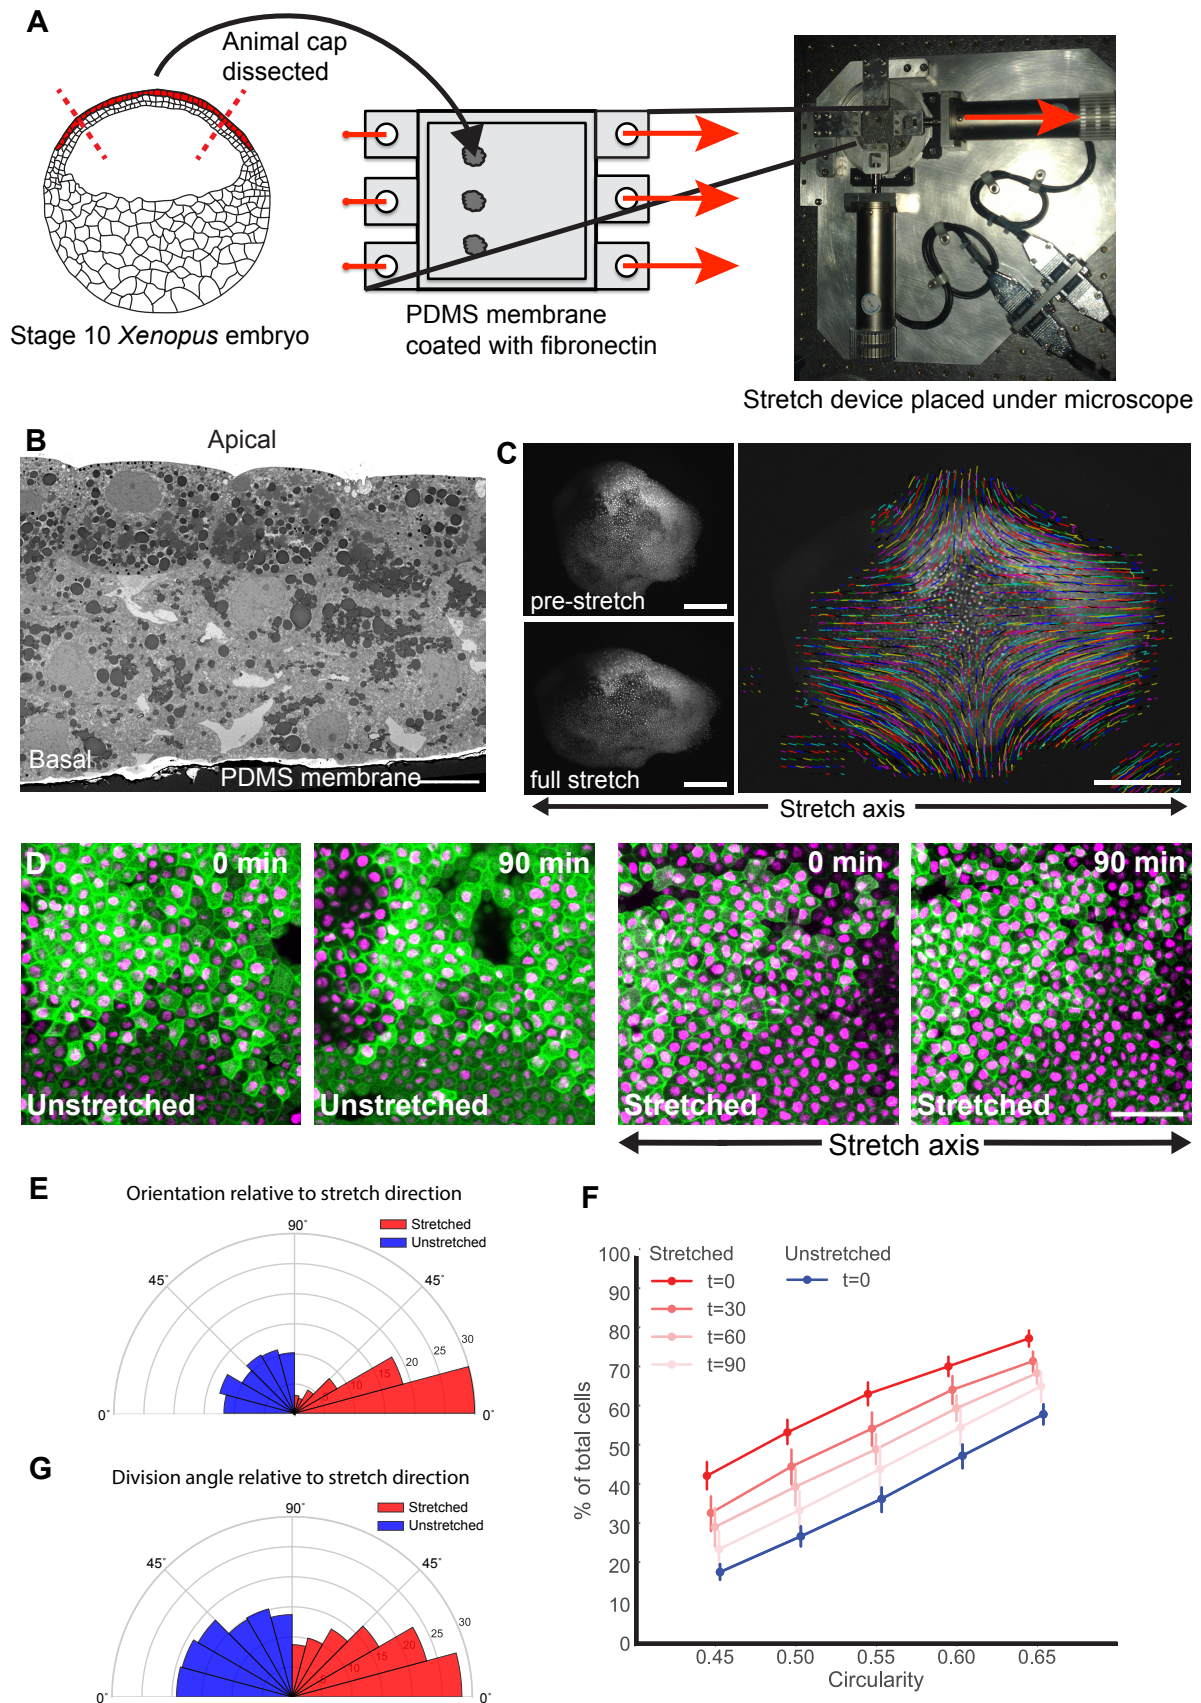 A
Animal cap
dissected
Stage 10 Xenopus embryo
PDMS membrane
coated with fibronectin
Stretch device placed under microscope
B
Apical
Basal
PDMS membrane
C
pre-stretch
full stretch
Stretch axis
D
0 min
Unstretched
90 min
Unstretched
0 min
Stretched
90 min
Stretched
Stretch axis
E
Orientation relative to stretch direction
Stretched
Unstretched
90°
45°
45°
0°
0°
5
10
15
20
25
30
F
% of total cells
100
90
80
70
60
50
40
30
20
10
0
Stretched
t=0
t=30
t=60
t=90
Unstretched
t=0
0.45
0.50
0.55
0.60
0.65
Circularity
G
Division angle relative to stretch direction
Stretched
Unstretched
90°
45°
45°
0°
0°
5
10
15
20
25
30